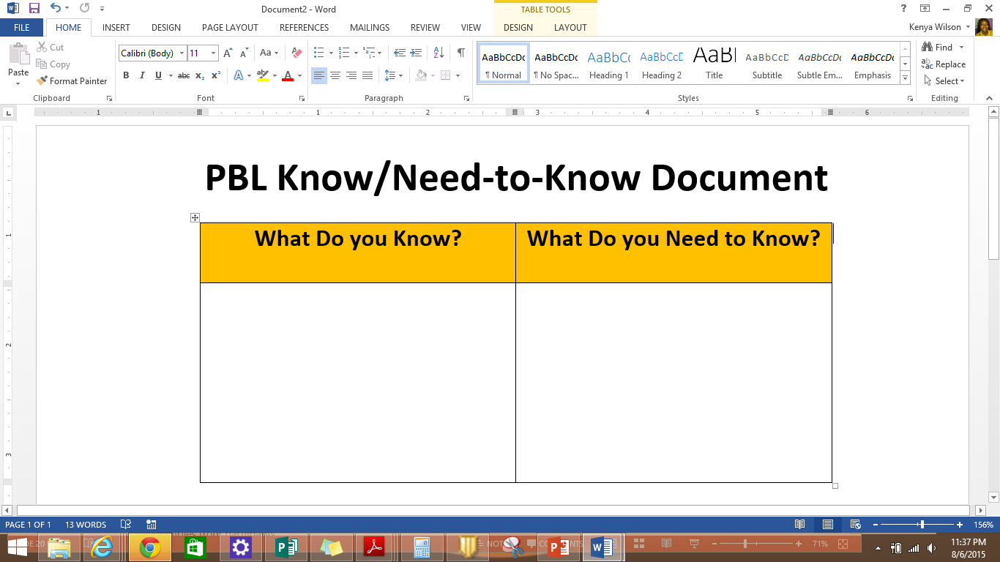 Document2 - Word
TABLE TOOLS
?
FILE HOME INSERT DESIGN PAGE LAYOUT REFERENCES MAILINGS REVIEW VIEW DESIGN LAYOUT Kenya Wilson
Paste
Cut
Copy
Format Painter
Clipboard
Calibri (Body) 11
B I U abc x₂ x²
Font
Paragraph
AaBbCcDc AaBbCcDc AaBbCc AaBbCcD AaBl AaBbCcD AaBbCcDc AaBbCcDc
¶ Normal ¶ No Spac... Heading 1 Heading 2 Title Subtitle Subtle Em... Emphasis
Styles
Find
Replace
Select
Editing
1 1 2 3 4 5 6
PBL Know/Need-to-Know Document
What Do you Know? What Do you Need to Know?
1
2
3
PAGE 1 OF 1 13 WORDS 156%
71%
11:37 PM
8/6/2015